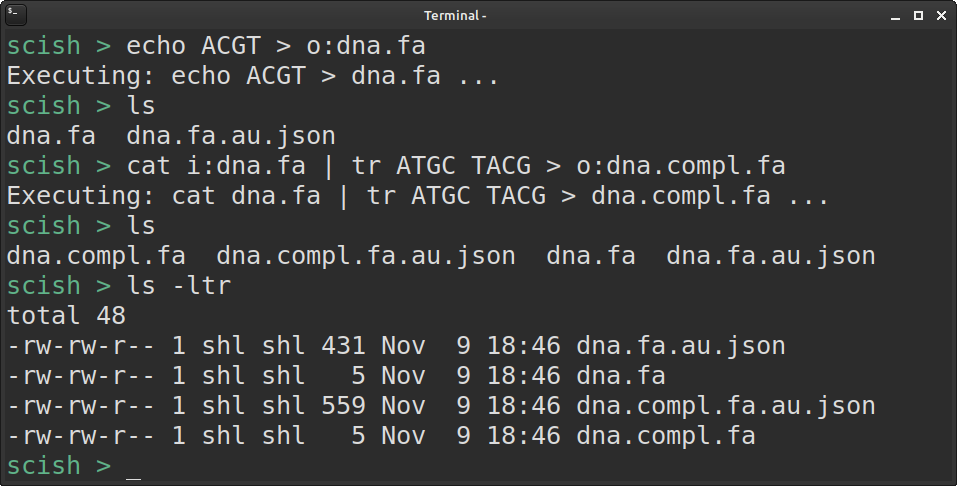 $_
Terminal -
scish > echo ACGT > o:dna.fa
Executing: echo ACGT > dna.fa ...
scish > ls
dna.fa  dna.fa.au.json
scish > cat i:dna.fa | tr ATGC TACG > o:dna.compl.fa
Executing: cat dna.fa | tr ATGC TACG > dna.compl.fa ...
scish > ls
dna.compl.fa  dna.compl.fa.au.json  dna.fa  dna.fa.au.json
scish > ls -ltr
total 48
-rw-rw-r-- 1 shl shl 431 Nov  9 18:46 dna.fa.au.json
-rw-rw-r-- 1 shl shl   5 Nov  9 18:46 dna.fa
-rw-rw-r-- 1 shl shl 559 Nov  9 18:46 dna.compl.fa.au.json
-rw-rw-r-- 1 shl shl   5 Nov  9 18:46 dna.compl.fa
scish > _